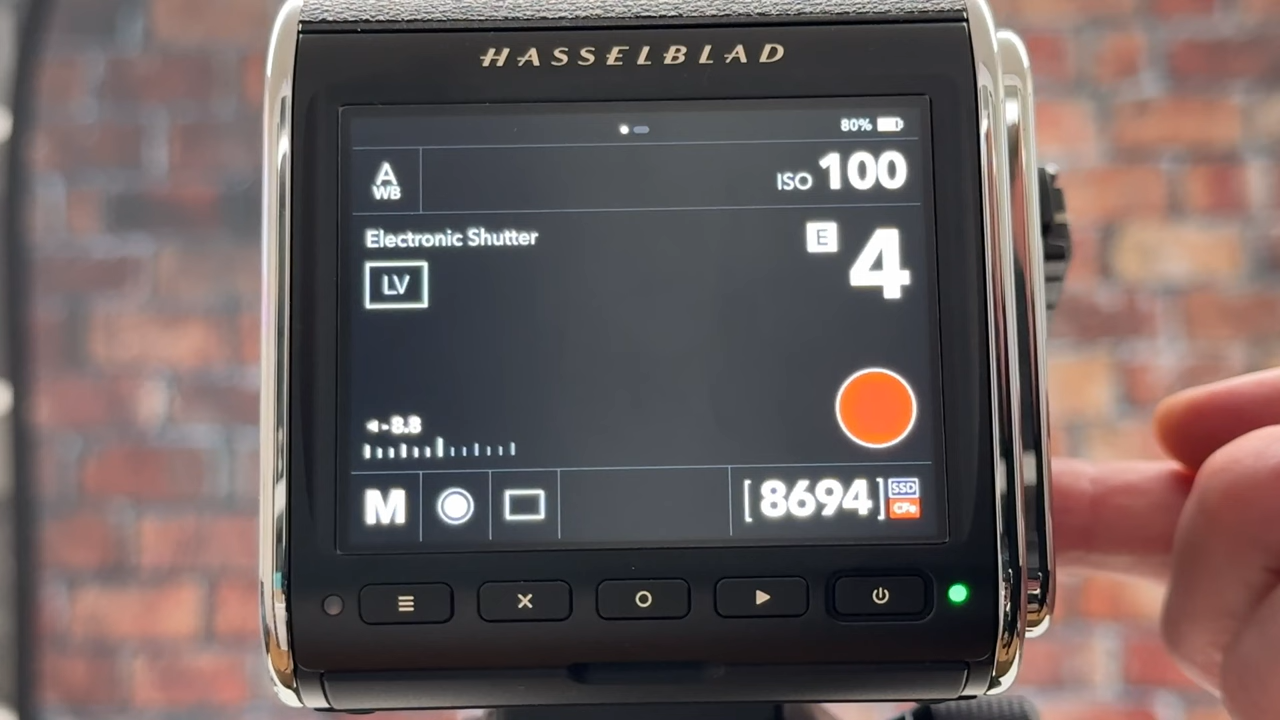 HASSELBLAD
80%
A
WB
ISO 100
Electronic Shutter
E
4
LV
-8.8
M
[8694]
SSD
CFe